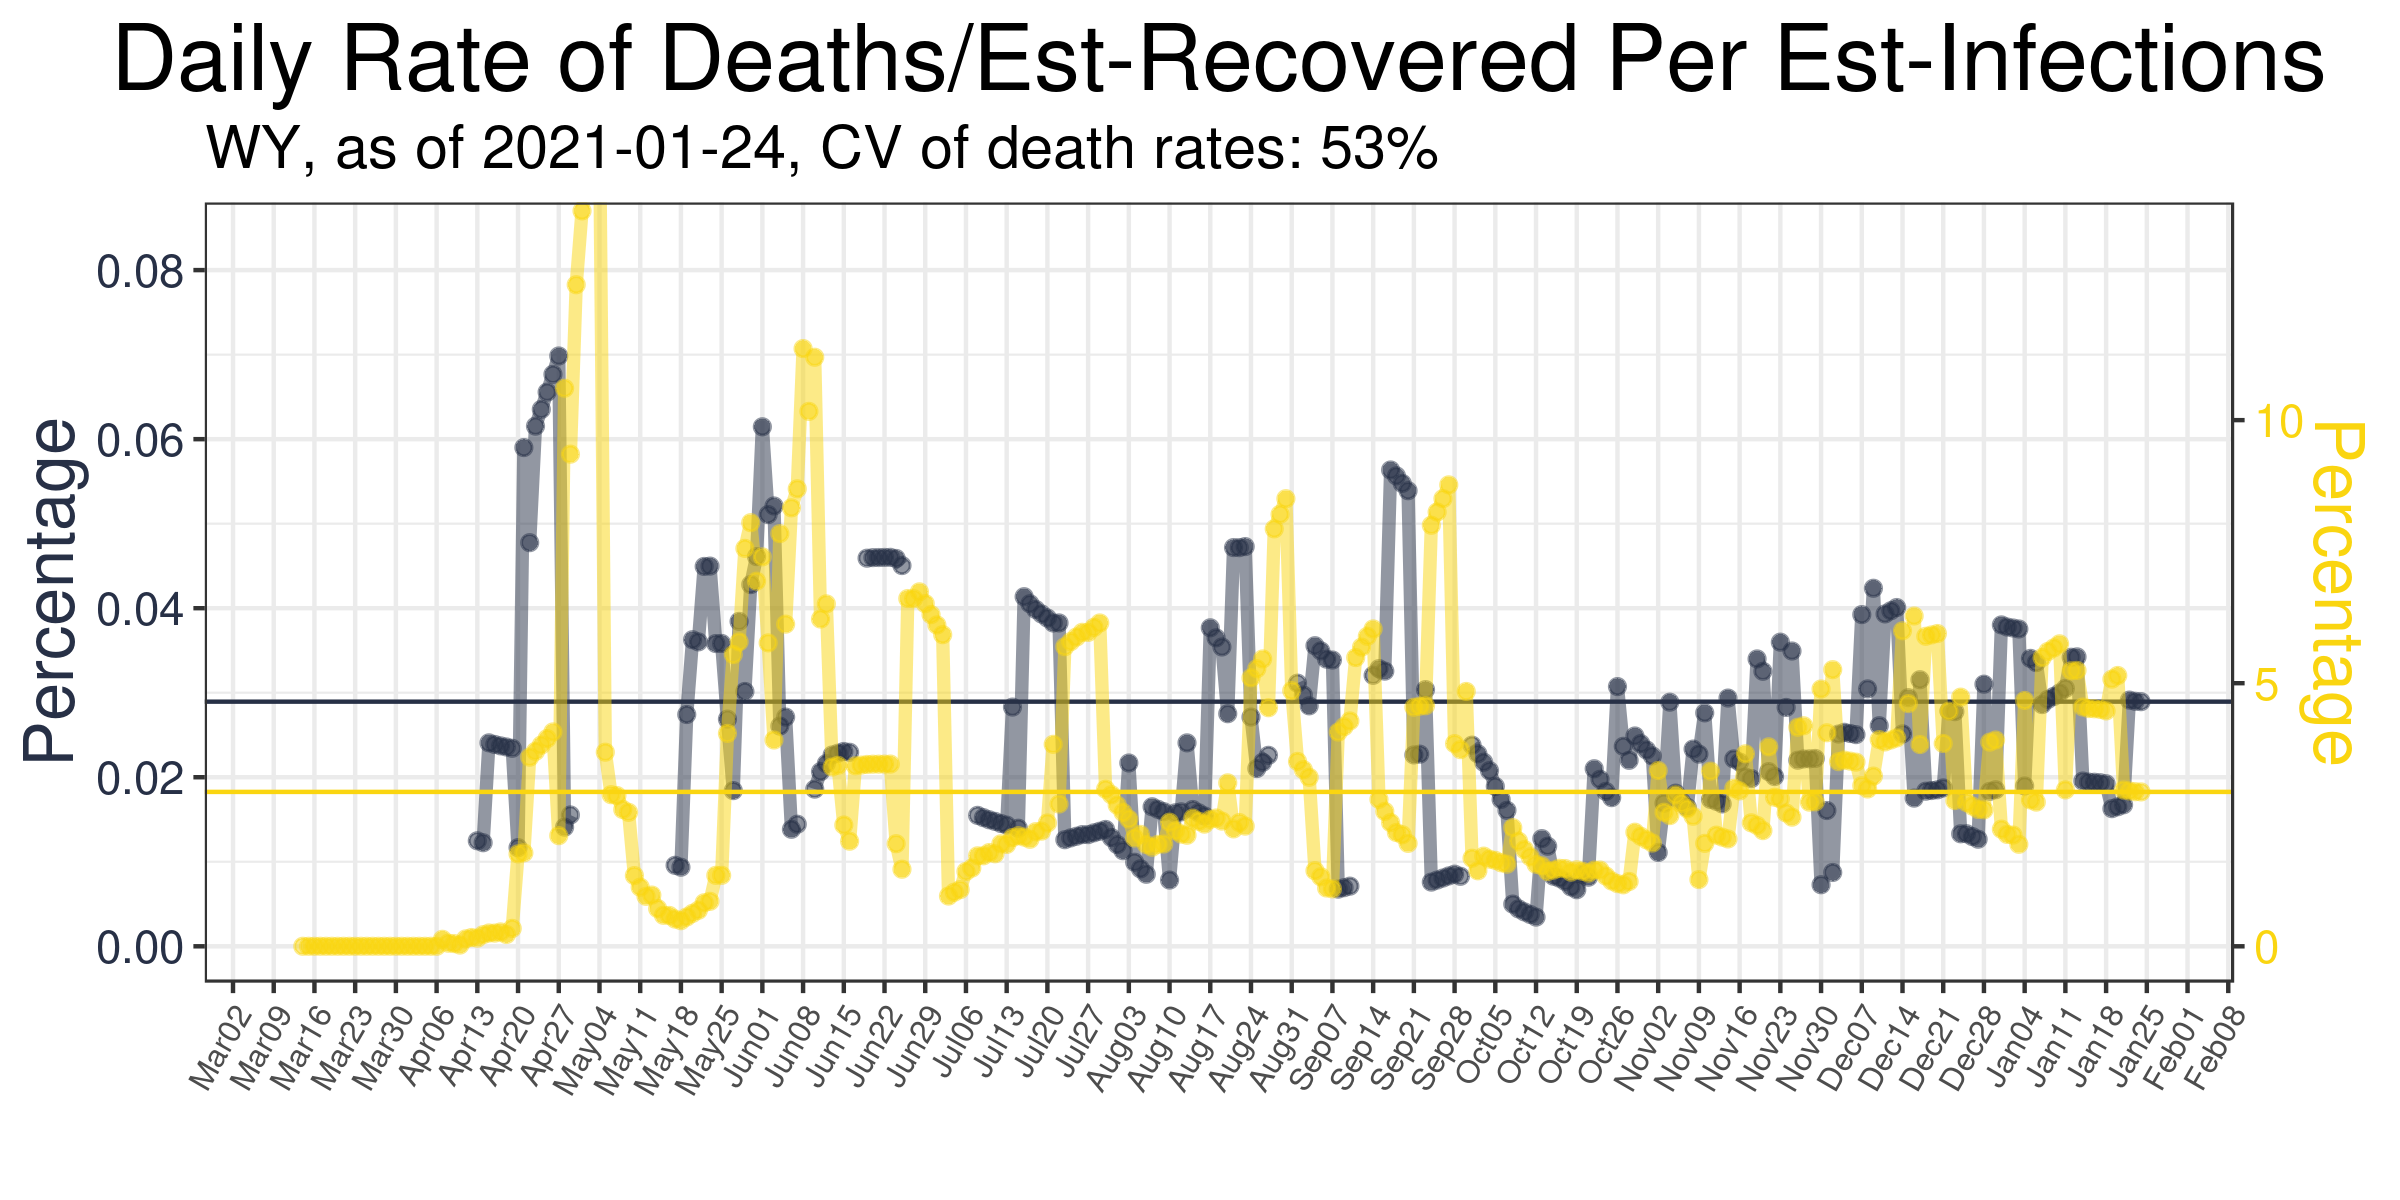 Daily Rate of Deaths/Est-Recovered Per Est-Infections
WY, as of 2021-01-24, CV of death rates: 53%
Percentage
0.08
0.06
0.04
0.02
0.00
10
5
0
Percentage
Mar02 Mar09 Mar16 Mar23 Mar30 Apr06 Apr13 Apr20 Apr27 May04 May11 May18 May25 Jun01 Jun08 Jun15 Jun22 Jun29 Jul06 Jul13 Jul20 Jul27 Aug03 Aug10 Aug17 Aug24 Aug31 Sep07 Sep14 Sep21 Sep28 Oct05 Oct12 Oct19 Oct26 Nov02 Nov09 Nov16 Nov23 Nov30 Dec07 Dec14 Dec21 Dec28 Jan04 Jan11 Jan18 Jan25 Feb01 Feb08